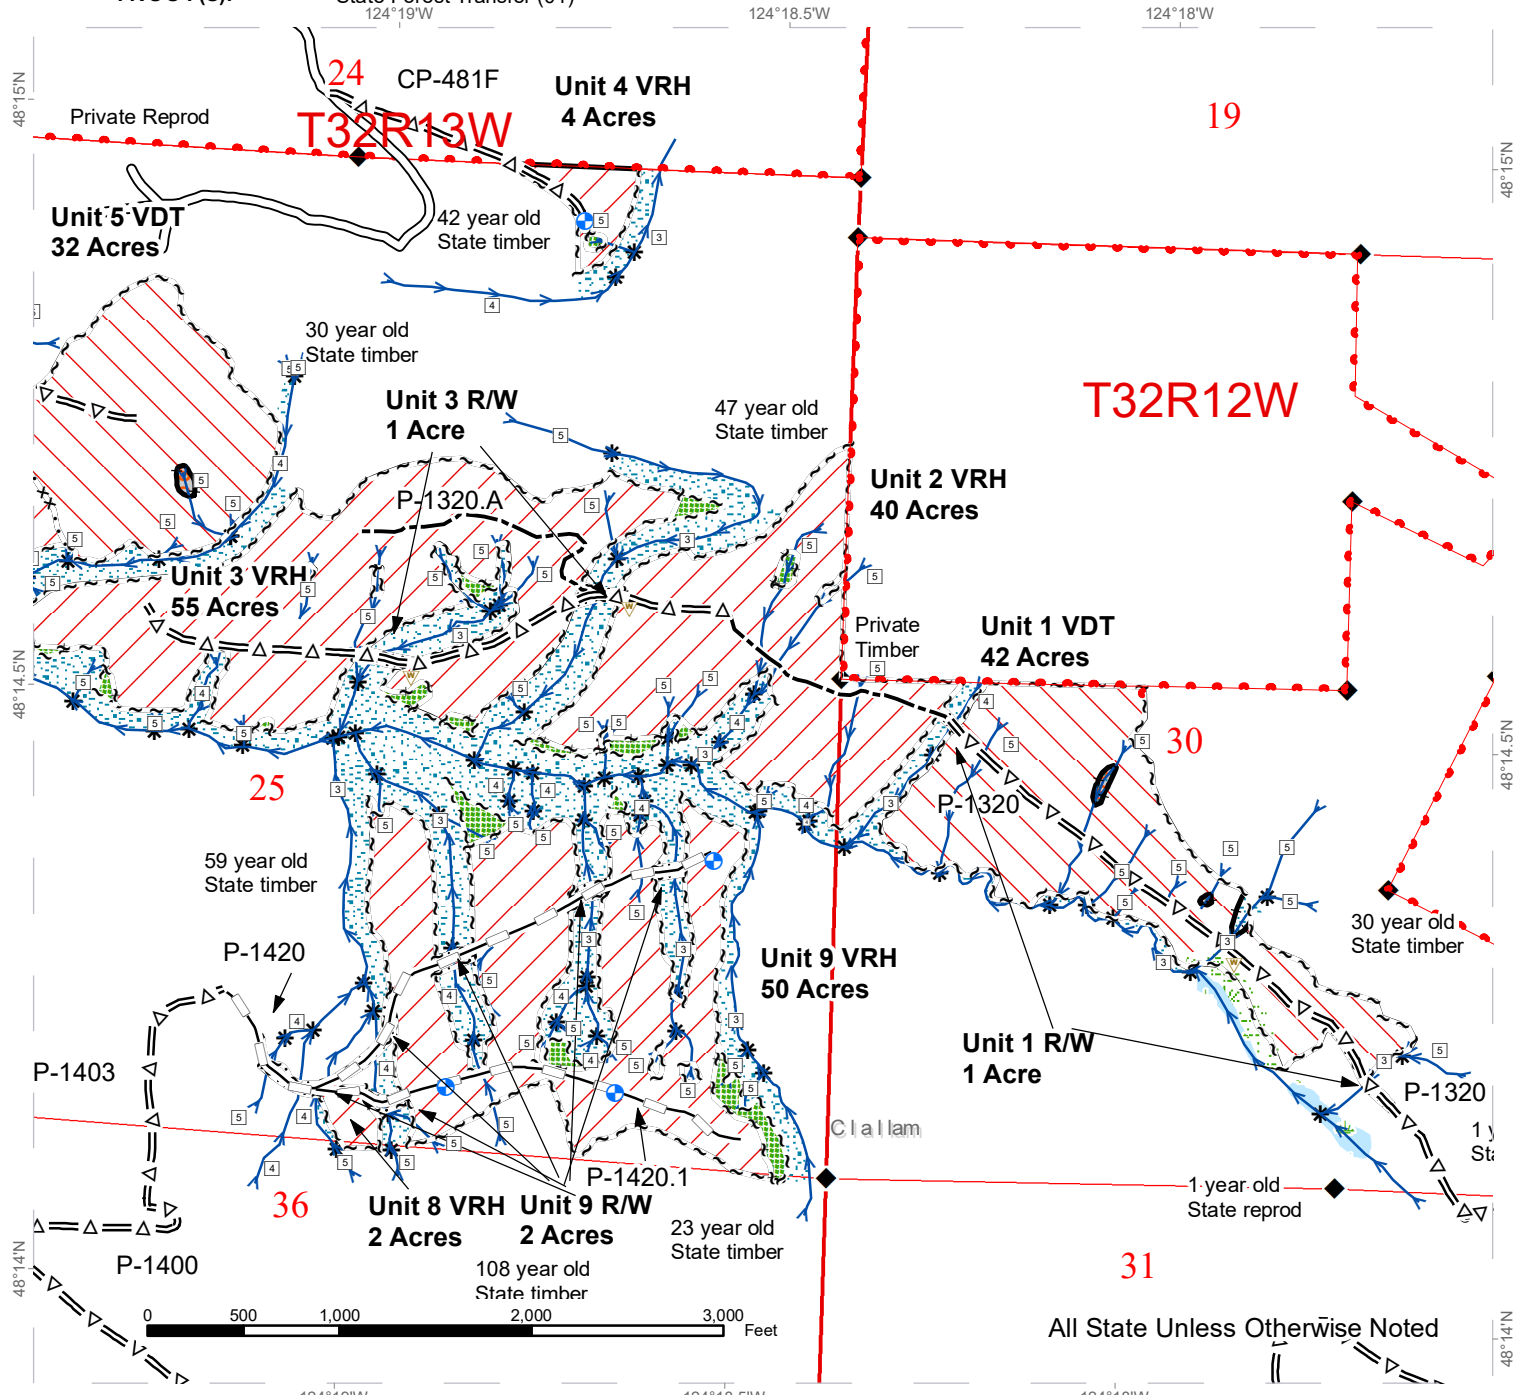 124°19'W
124°18.5'W
124°18'W
48°15'N
24
CP-481F
Unit 4 VRH
4 Acres
19
Private Reprod
T32R13W
48°15'N
Unit 5 VDT
32 Acres
42 year old
State timber
30 year old
State timber
Unit 3 R/W
1 Acre
47 year old
State timber
T32R12W
P-1320.A
Unit 2 VRH
40 Acres
Unit 3 VRH
55 Acres
Private
Timber
Unit 1 VDT
42 Acres
48°14.5'N
25
30
48°14.5'N
P-1320
59 year old
State timber
30 year old
State timber
P-1420
Unit 9 VRH
50 Acres
Unit 1 R/W
1 Acre
P-1403
P-1320
Clallam
P-1420.1
36
Unit 8 VRH
2 Acres
Unit 9 R/W
2 Acres
1 year old
State reprod
23 year old
State timber
48°14'N
P-1400
108 year old
State timber
31
0 500 1,000 2,000 3,000
Feet
All State Unless Otherwise Noted
48°14'N